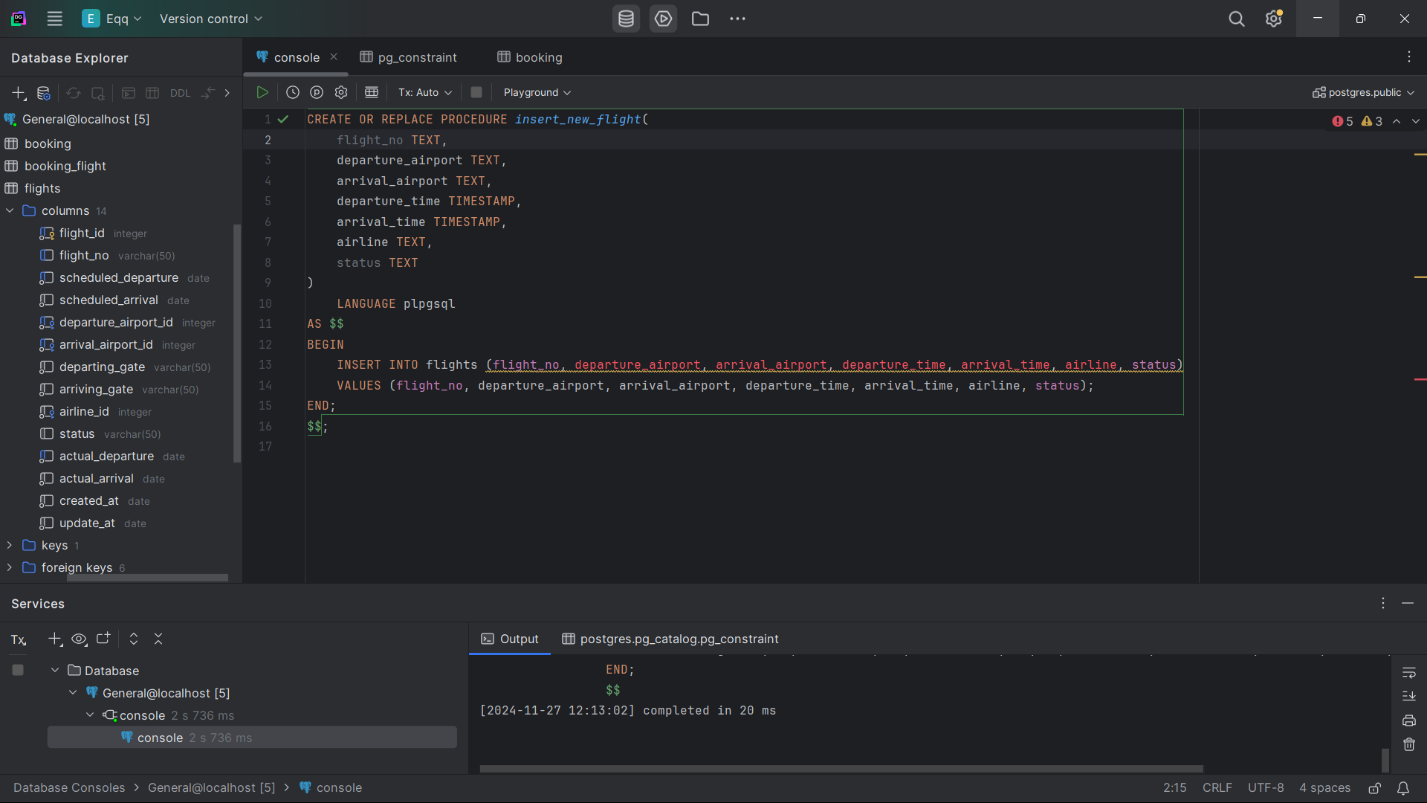 E Eqq Version control
Database Explorer
console
pg_constraint
booking
DDL
Tx: Auto
Playground
postgres.public
General@localhost [5]
booking
booking_flight
flights
columns 14
flight_id integer
flight_no varchar(50)
scheduled_departure date
scheduled_arrival date
departure_airport_id integer
arrival_airport_id integer
departing_gate varchar(50)
arriving_gate varchar(50)
airline_id integer
status varchar(50)
actual_departure date
actual_arrival date
created_at date
update_at date
keys 1
foreign keys 6
5 3
1 CREATE OR REPLACE PROCEDURE insert_new_flight(
2 flight_no TEXT,
3 departure_airport TEXT,
4 arrival_airport TEXT,
5 departure_time TIMESTAMP,
6 arrival_time TIMESTAMP,
7 airline TEXT,
8 status TEXT
9 )
10 LANGUAGE plpgsql
11 AS $$
12 BEGIN
13 INSERT INTO flights (flight_no, departure_airport, arrival_airport, departure_time, arrival_time, airline, status)
14 VALUES (flight_no, departure_airport, arrival_airport, departure_time, arrival_time, airline, status);
15 END;
16 $$;
17
Services
Tx
Database
General@localhost [5]
console 2 s 736 ms
console 2 s 736 ms
Output
postgres.pg_catalog.pg_constraint
END;
$$
[2024-11-27 12:13:02] completed in 20 ms
Database Consoles > General@localhost [5] > console
2:15 CRLF UTF-8 4 spaces